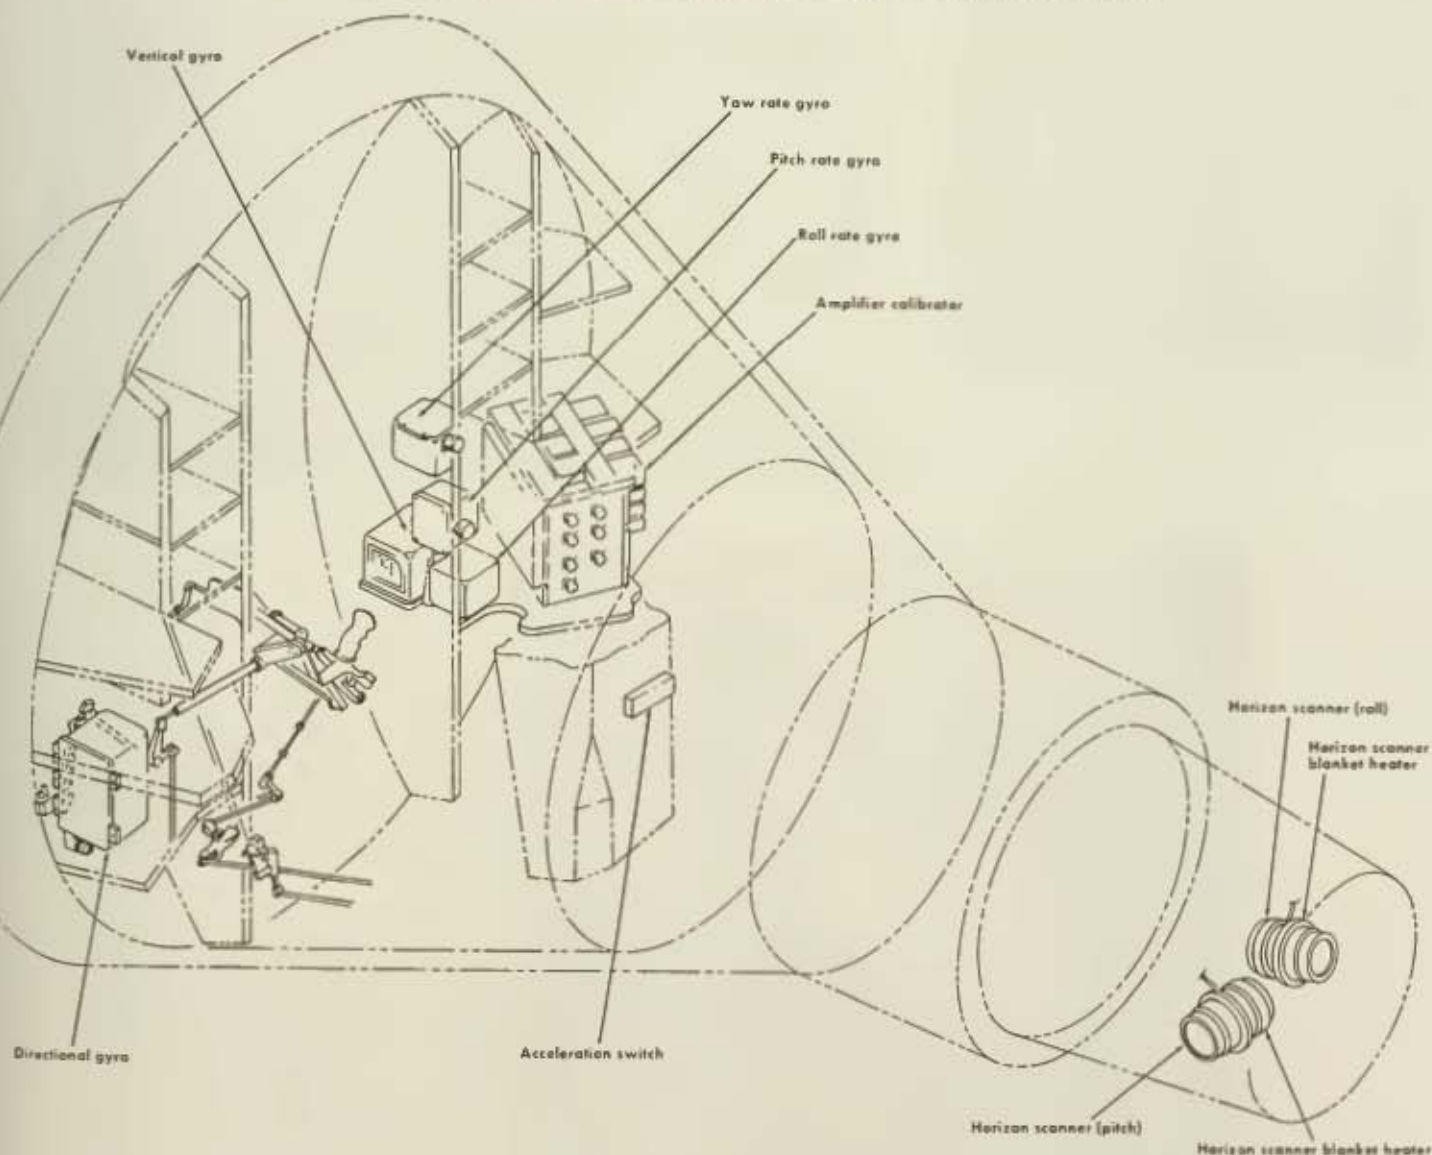 Vertical gyro
Yaw rate gyro
Pitch rate gyro
Roll rate gyro
Amplifier calibrator
Horizon scanner (roll)
Horizon scanner
blanket heater
Directional gyro
Acceleration switch
Horizon scanner (pitch)
Horizon scanner blanket heater